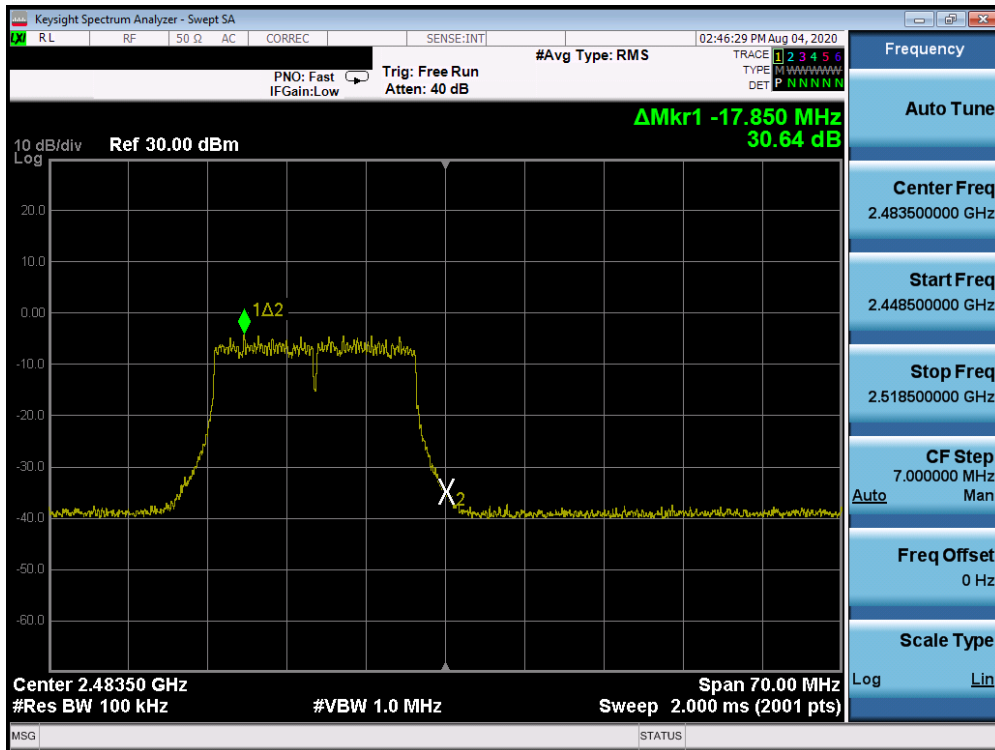 Keysight Spectrum Analyzer - Swept SA
LXI RL RF 50 Ω AC CORREC SENSE:INT 02:46:29 PM Aug 04, 2020
#Avg Type: RMS
TRACE 1 2 3 4 5 6
TYPE M W W W W W
DET P N N N N N
PNO: Fast
IFGain:Low
Trig: Free Run
Atten: 40 dB
ΔMkr1 -17.850 MHz
30.64 dB
10 dB/div
Log
Ref 30.00 dBm
20.0
10.0
0.00
-10.0
-20.0
-30.0
-40.0
-50.0
-60.0
1Δ2
2
Center 2.48350 GHz
#Res BW 100 kHz
#VBW 1.0 MHz
Span 70.00 MHz
Sweep 2.000 ms (2001 pts)
MSG
STATUS
Frequency
Auto Tune
Center Freq
2.483500000 GHz
Start Freq
2.448500000 GHz
Stop Freq
2.518500000 GHz
CF Step
7.000000 MHz
Auto Man
Freq Offset
0 Hz
Scale Type
Log Lin